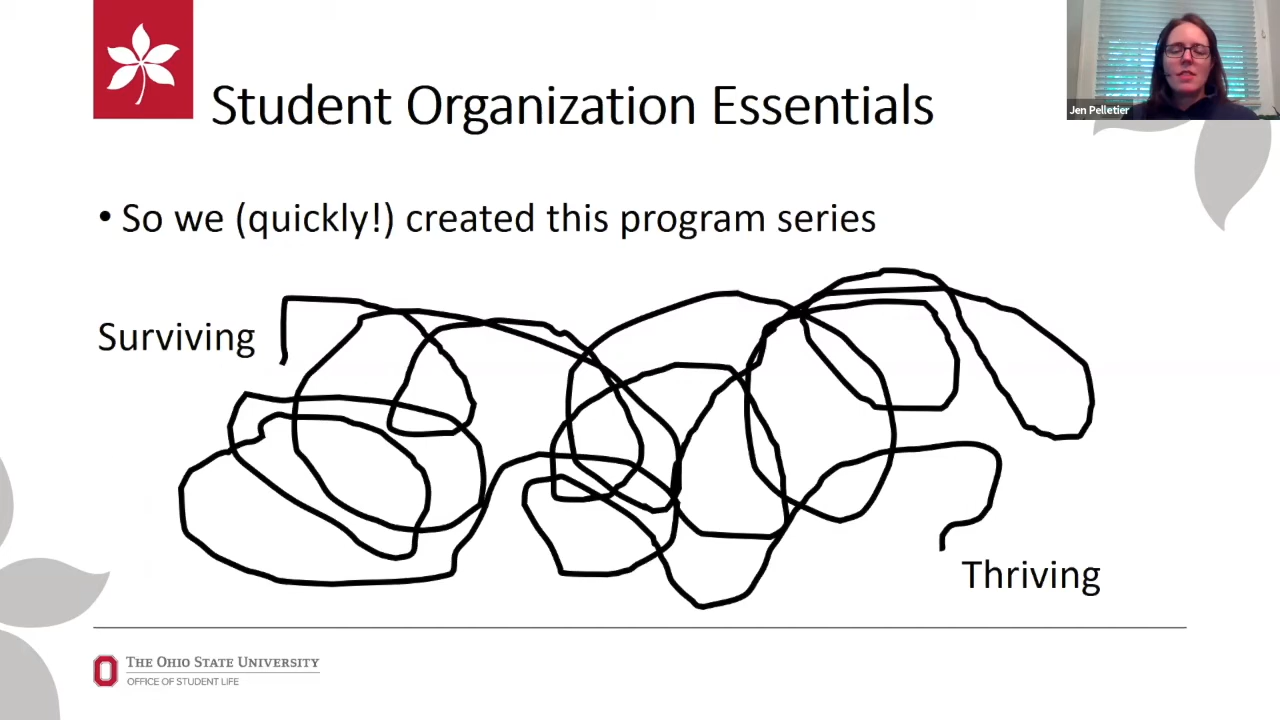 Student Organization Essentials
Jen Pelletier
• So we (quickly!) created this program series
Surviving
Thriving
THE OHIO STATE UNIVERSITY
OFFICE OF STUDENT LIFE